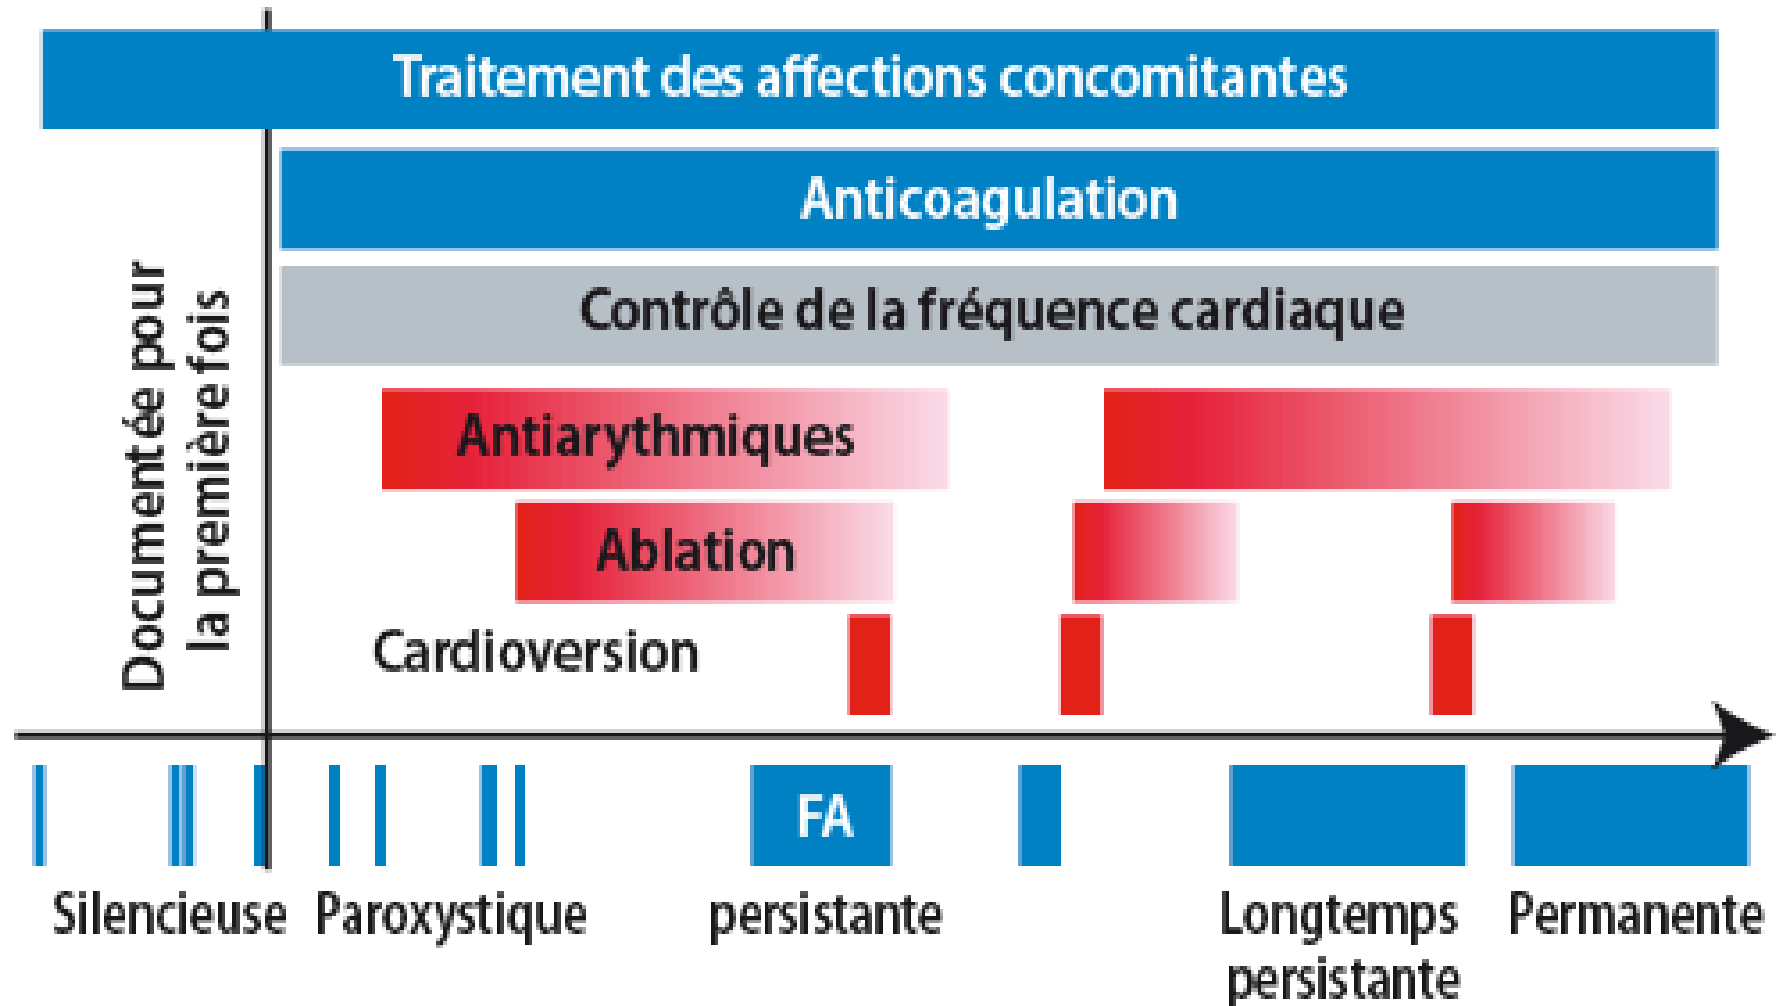 Traitement des affections concomitantes
Anticoagulation
Contrôle de la fréquence cardiaque
Documentée pour
la première fois
Antiarythmiques
Ablation
Cardioversion
FA
Silencieuse
Paroxystique
persistante
Longtemps
persistante
Permanente